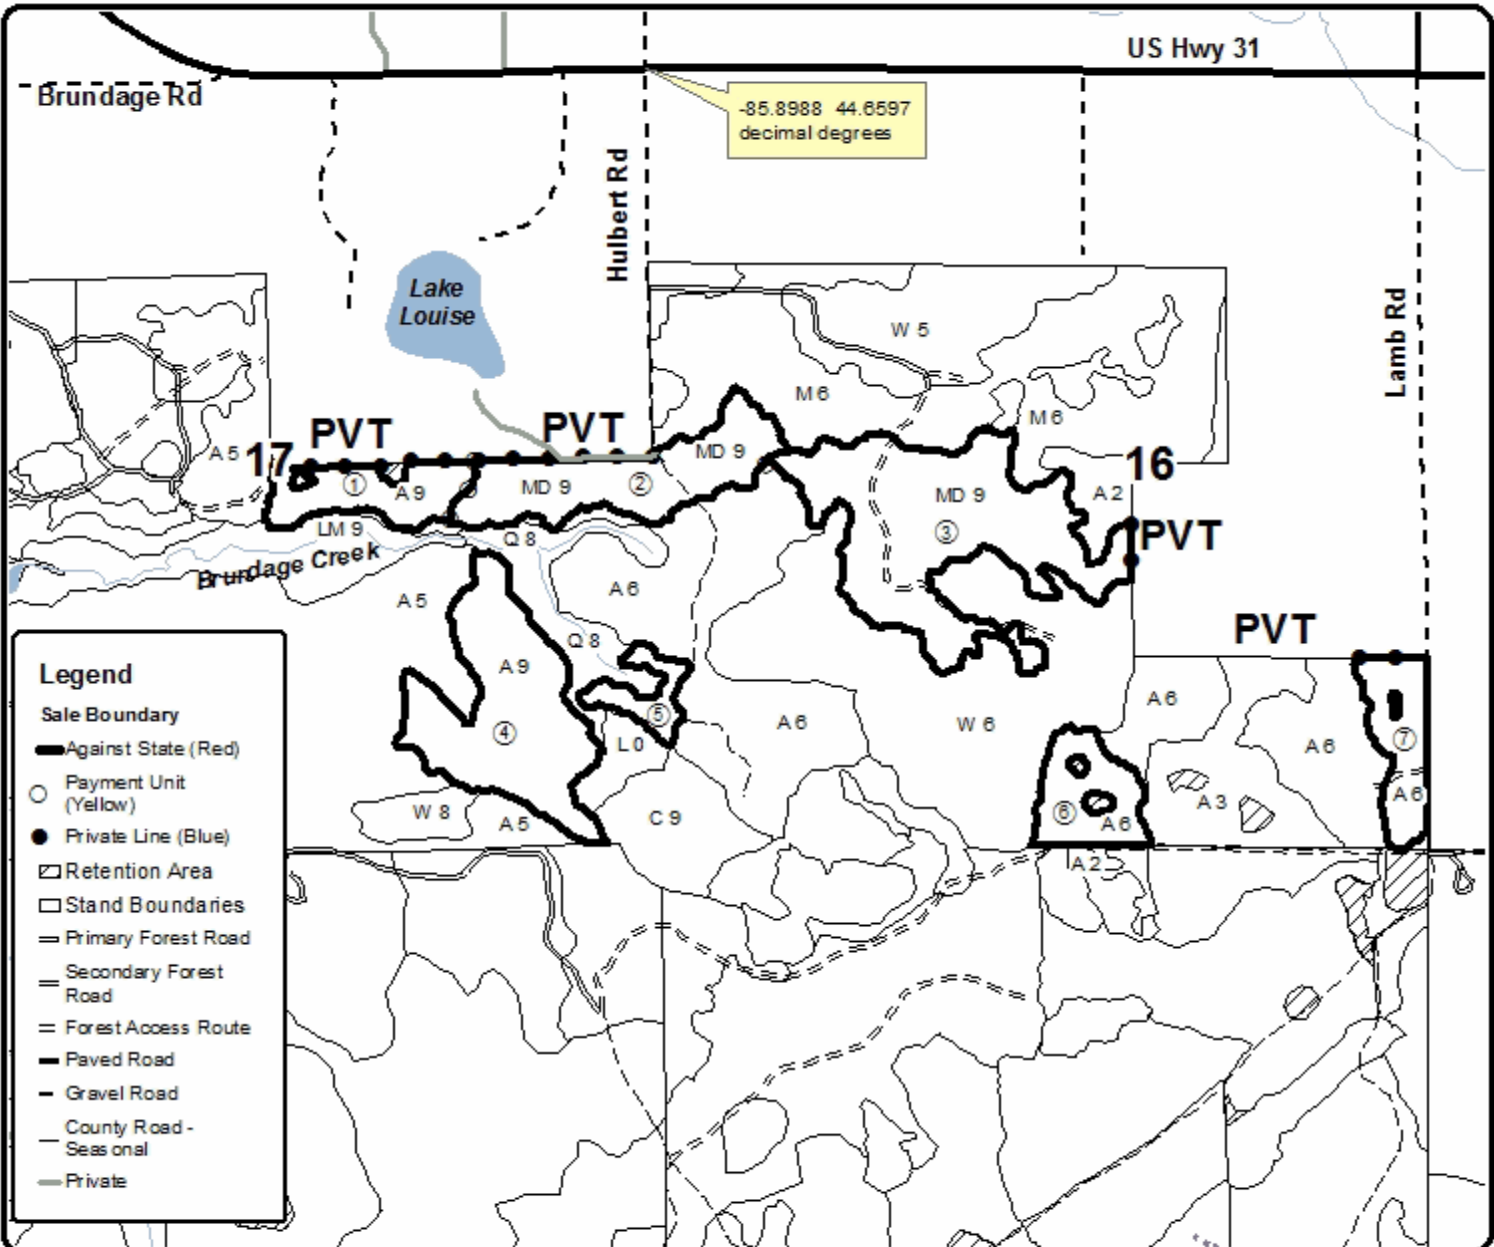 US Hwy 31
Brundage Rd
-85.8988 44.6597
decimal degrees
Hulbert Rd
Lake
Louise
Lamb Rd
W 5
M 6
M 6
PVT
PVT
A 5
17
MD 9
16
1
A 9
MD 9
2
MD 9
A 2
3
PVT
LM 9
Q 8
Brundage Creek
A 5
A 6
Q 8
PVT
A 9
A 6
4
5
L 0
A 6
W 6
A 6
7
W 8
A 5
C 9
6
A 6
A 3
A 6
A 2
Legend
Sale Boundary
Against State (Red)
Payment Unit
(Yellow)
Private Line (Blue)
Retention Area
Stand Boundaries
Primary Forest Road
Secondary Forest
Road
Forest Access Route
Paved Road
Gravel Road
County Road -
Seasonal
Private